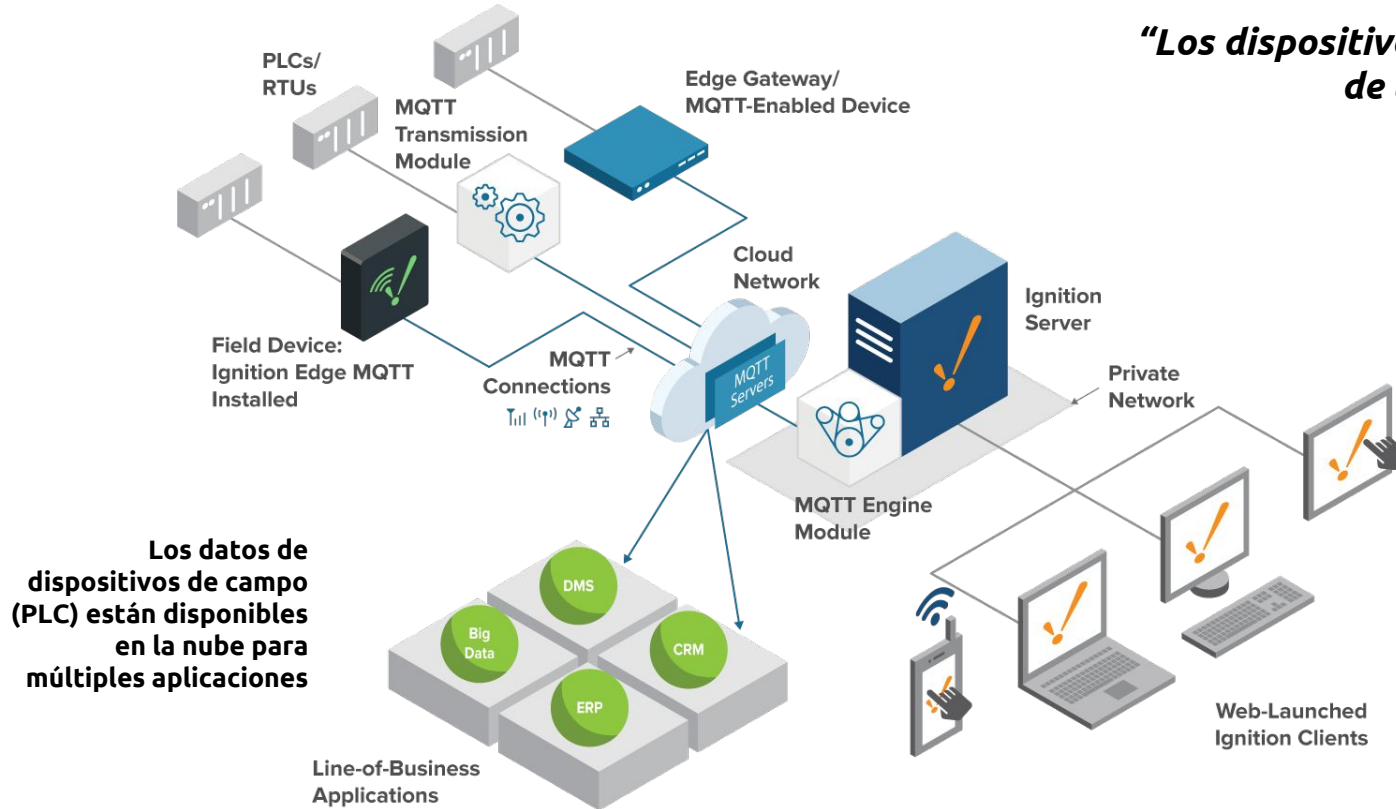 “Los dispositivo
de
PLCs/
RTUs
MQTT
Transmission
Module
Edge Gateway/
MQTT-Enabled Device
Field Device:
Ignition Edge MQTT
Installed
MQTT
Connections
Cloud
Network
MQTT
Servers
Ignition
Server
Private
Network
MQTT Engine
Module
Los datos de
dispositivos de campo
(PLC) están disponibles
en la nube para
múltiples aplicaciones
DMS
Big
Data
CRM
ERP
Line-of-Business
Applications
Web-Launched
Ignition Clients